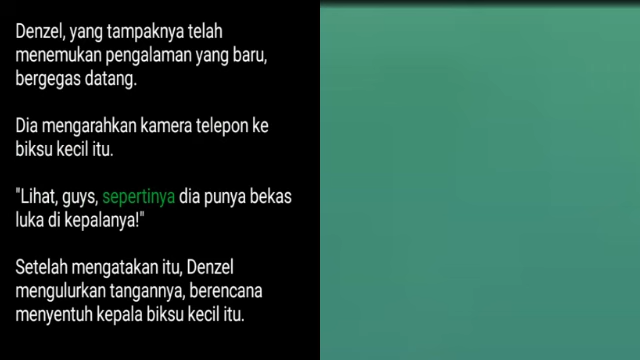 Denzel, yang tampaknya telah
menemukan pengalaman yang baru,
bergegas datang.
Dia mengarahkan kamera telepon ke
biksu kecil itu.
"Lihat, guys, sepertinya dia punya bekas
luka di kepalanya!"
Setelah mengatakan itu, Denzel
mengulurkan tangannya, berencana
menyentuh kepala biksu kecil itu.